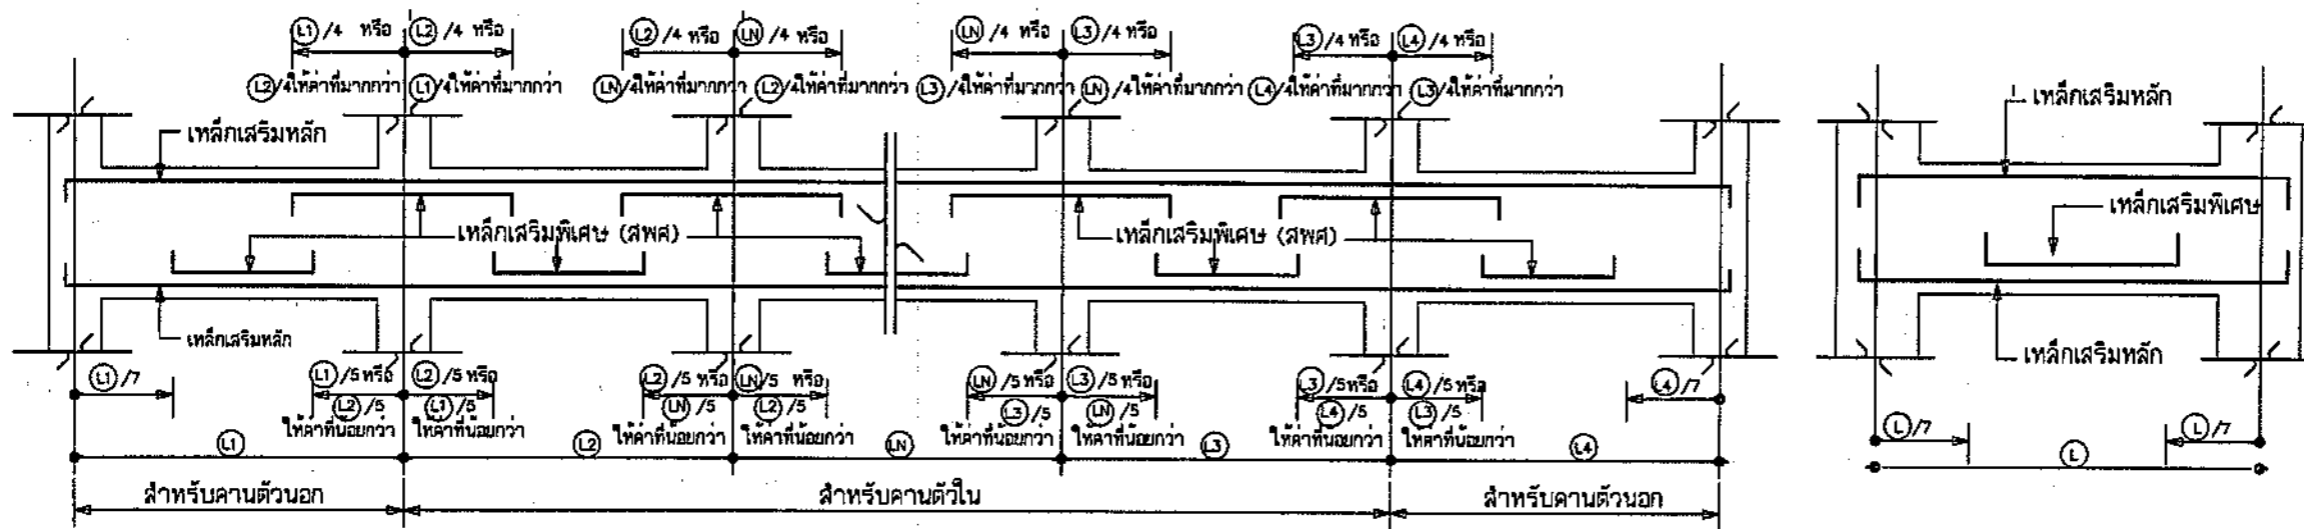 L1 /4 หรือ L2 /4 หรือ L2 /4 หรือ LN /4 หรือ LN /4 หรือ L3 /4 หรือ L3 /4 หรือ L4 /4 หรือ
L2 /4ให้ค่าที่มากกว่า L1 /4ให้ค่าที่มากกว่า LN /4ให้ค่าที่มากกว่า L2 /4ให้ค่าที่มากกว่า L3 /4ให้ค่าที่มากกว่า LN /4ให้ค่าที่มากกว่า L4 /4ให้ค่าที่มากกว่า L3 /4ให้ค่าที่มากกว่า
เหล็กเสริมหลัก
เหล็กเสริมหลัก
เหล็กเสริมพิเศษ (สพศ) เหล็กเสริมพิเศษ (สพศ)
เหล็กเสริมพิเศษ
เหล็กเสริมหลัก
เหล็กเสริมหลัก
L1 /7 L1 /5 หรือ L2 /5 หรือ L2 /5 หรือ LN /5 หรือ LN /5 หรือ L3 /5 หรือ L3 /5 หรือ L4 /5 หรือ L4 /7
L2 /5 L1 /5 LN /5 L2 /5 L3 /5 LN /5 L4 /5 L3 /5
ให้ค่าที่น้อยกว่า ให้ค่าที่น้อยกว่า ให้ค่าที่น้อยกว่า ให้ค่าที่น้อยกว่า ให้ค่าที่น้อยกว่า ให้ค่าที่น้อยกว่า ให้ค่าที่น้อยกว่า ให้ค่าที่น้อยกว่า
L /7 L /7
L1 L2 LN L3 L4 L
สำหรับคานตัวนอก สำหรับคานตัวใน สำหรับคานตัวนอก